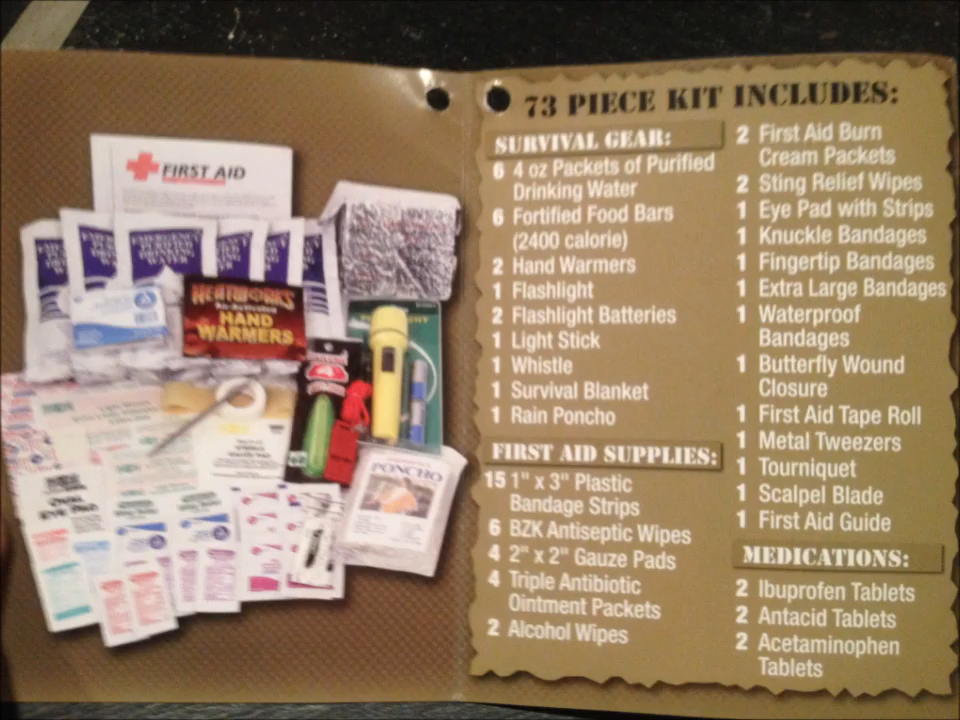 FIRST AID
HEATWORKS
HAND
WARMERS
4
PONCHO
73 PIECE KIT INCLUDES:
SURVIVAL GEAR:
6 4 oz Packets of Purified
Drinking Water
6 Fortified Food Bars
(2400 calorie)
2 Hand Warmers
1 Flashlight
2 Flashlight Batteries
1 Light Stick
1 Whistle
1 Survival Blanket
1 Rain Poncho
FIRST AID SUPPLIES:
15 1" x 3" Plastic
Bandage Strips
6 BZK Antiseptic Wipes
4 2" x 2" Gauze Pads
4 Triple Antibiotic
Ointment Packets
2 Alcohol Wipes
2 First Aid Burn
Cream Packets
2 Sting Relief Wipes
1 Eye Pad with Strips
1 Knuckle Bandages
1 Fingertip Bandages
1 Extra Large Bandages
1 Waterproof
Bandages
1 Butterfly Wound
Closure
1 First Aid Tape Roll
1 Metal Tweezers
1 Tourniquet
1 Scalpel Blade
1 First Aid Guide
MEDICATIONS:
2 Ibuprofen Tablets
2 Antacid Tablets
2 Acetaminophen
Tablets